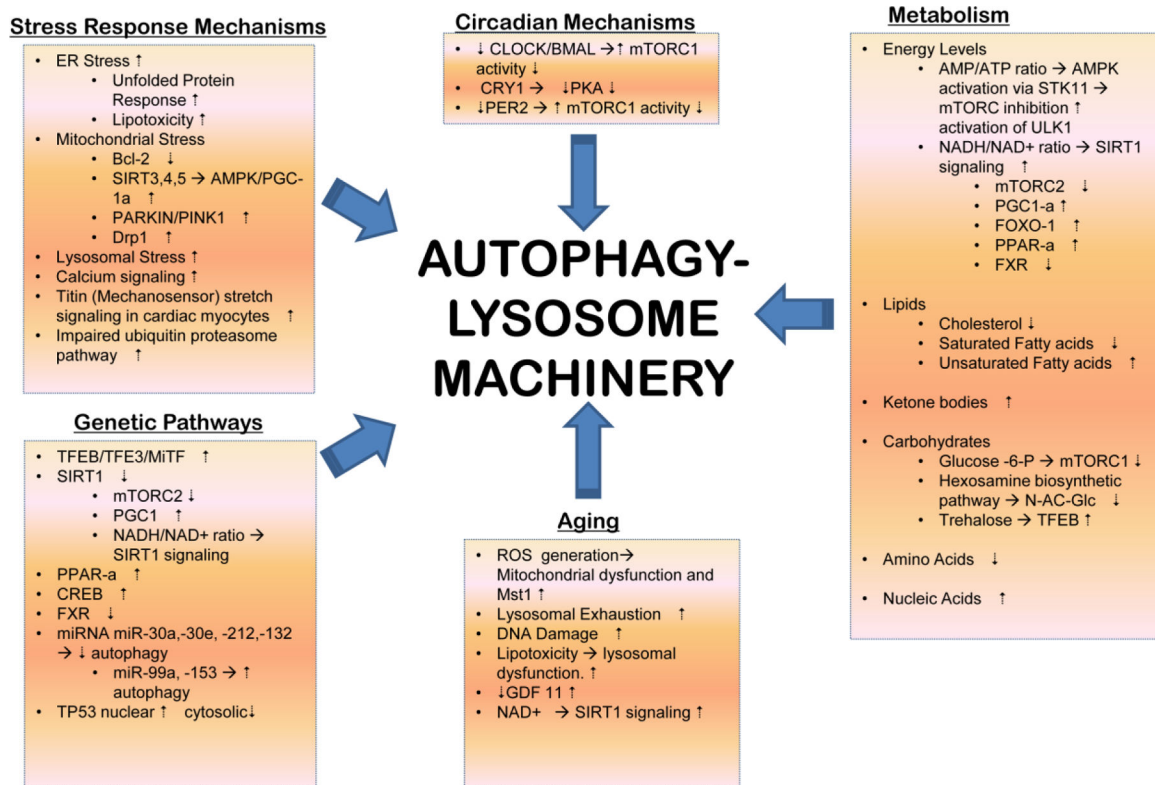 Stress Response Mechanisms
• ER Stress ↑
• Unfolded Protein
Response ↑
• Lipotoxicity ↑
• Mitochondrial Stress
• Bcl-2 ↓
• SIRT3,4,5 → AMPK/PGC-
1a ↑
• PARKIN/PINK1 ↑
• Drp1 ↑
• Lysosomal Stress ↑
• Calcium signaling ↑
• Titin (Mechanosensor) stretch
signaling in cardiac myocytes ↑
• Impaired ubiquitin proteasome
pathway ↑
Circadian Mechanisms
• ↓ CLOCK/BMAL → ↑ mTORC1
activity ↓
• CRY1 → ↓PKA ↓
• ↓PER2 → ↑ mTORC1 activity ↓
Metabolism
• Energy Levels
• AMP/ATP ratio → AMPK
activation via STK11 →
mTORC inhibition ↑
activation of ULK1
• NADH/NAD+ ratio → SIRT1
signaling ↑
• mTORC2 ↓
• PGC1-a ↑
• FOXO-1 ↑
• PPAR-a ↑
• FXR ↓
• Lipids
• Cholesterol ↓
• Saturated Fatty acids ↓
• Unsaturated Fatty acids ↑
• Ketone bodies ↑
• Carbohydrates
• Glucose -6-P → mTORC1 ↓
• Hexosamine biosynthetic
pathway → N-AC-Glc ↓
• Trehalose → TFEB ↑
• Amino Acids ↓
• Nucleic Acids ↑
AUTOPHAGY-
LYSOSOME
MACHINERY
Genetic Pathways
• TFEB/TFE3/MiTF ↑
• SIRT1 ↓
• mTORC2 ↓
• PGC1 ↑
• NADH/NAD+ ratio →
SIRT1 signaling
• PPAR-a ↑
• CREB ↑
• FXR ↓
• miRNA miR-30a,-30e, -212,-132
→ ↓ autophagy
• miR-99a, -153 → ↑
autophagy
• TP53 nuclear ↑ cytosolic↓
Aging
• ROS generation→
Mitochondrial dysfunction and
Mst1 ↑
• Lysosomal Exhaustion ↑
• DNA Damage ↑
• Lipotoxicity → lysosomal
dysfunction. ↑
• ↓GDF 11 ↑
• NAD+ → SIRT1 signaling ↑